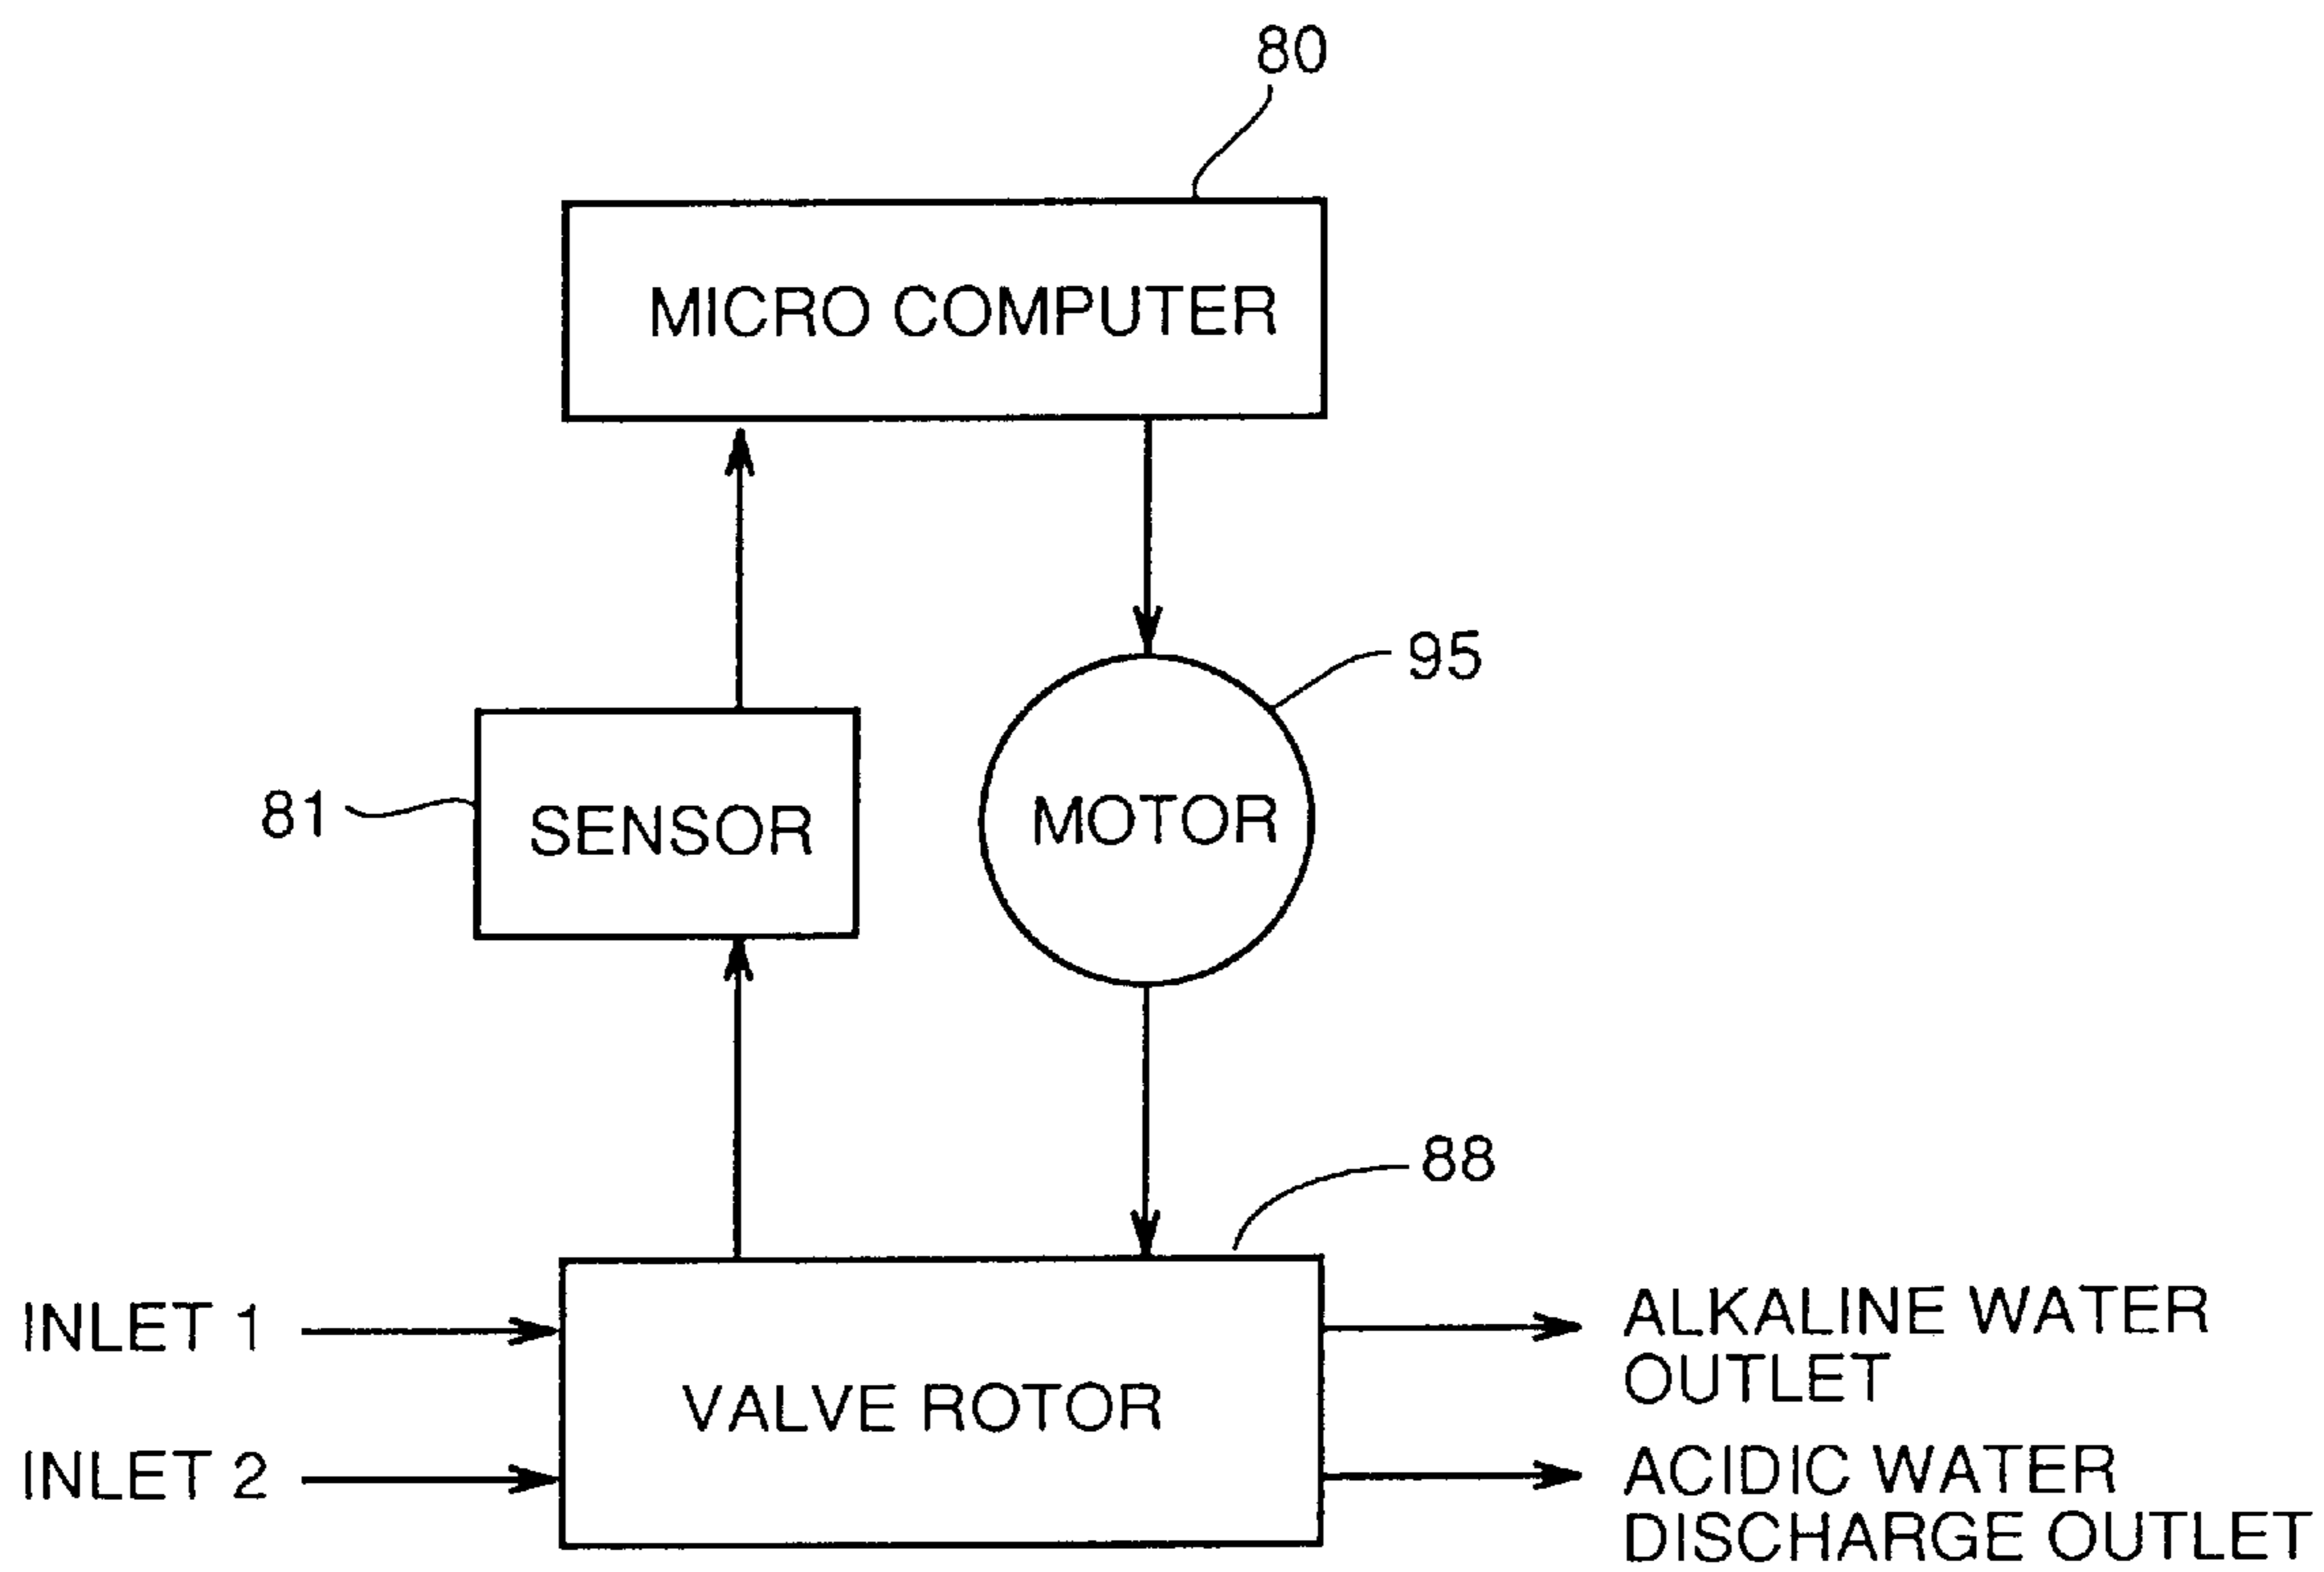 80
MICRO COMPUTER
95
81
SENSOR
MOTOR
88
INLET 1
ALKALINE WATER
OUTLET
VALVE ROTOR
INLET 2
ACIDIC WATER
DISCHARGE OUTLET